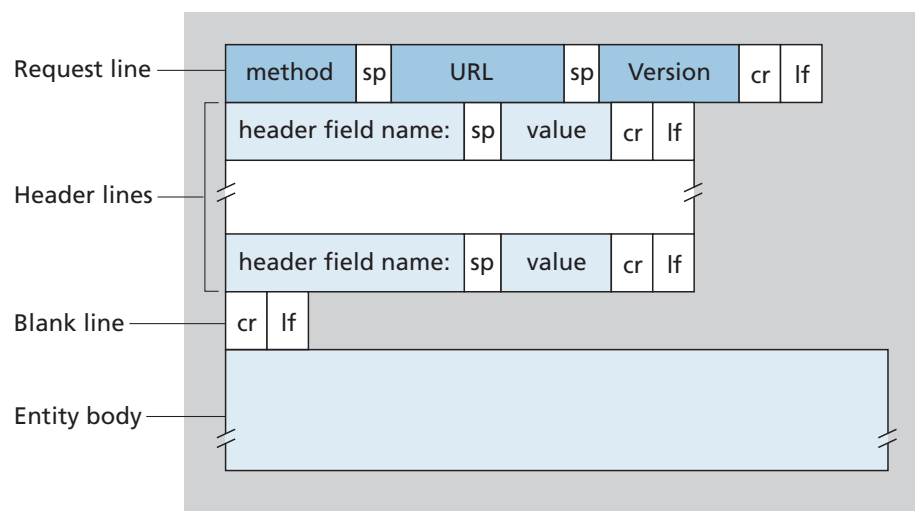 Request line method sp URL sp Version cr lf
header field name: sp value cr lf
Header lines
header field name: sp value cr lf
Blank line cr lf
Entity body